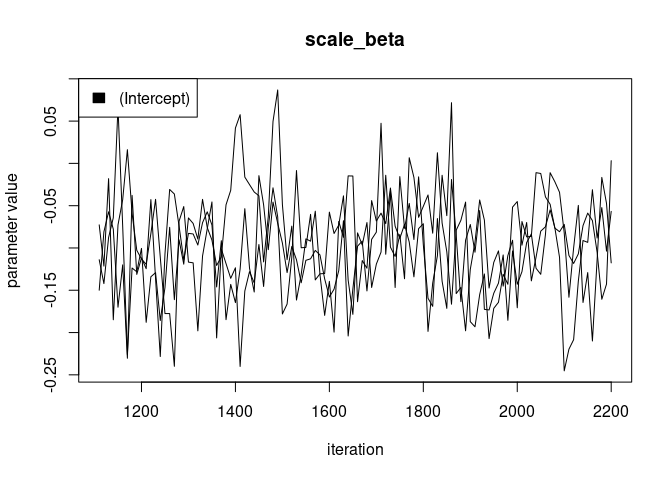 scale_beta
(Intercept)
parameter value
0.05
-0.05
-0.15
-0.25
1200 1400 1600 1800 2000 2200
iteration